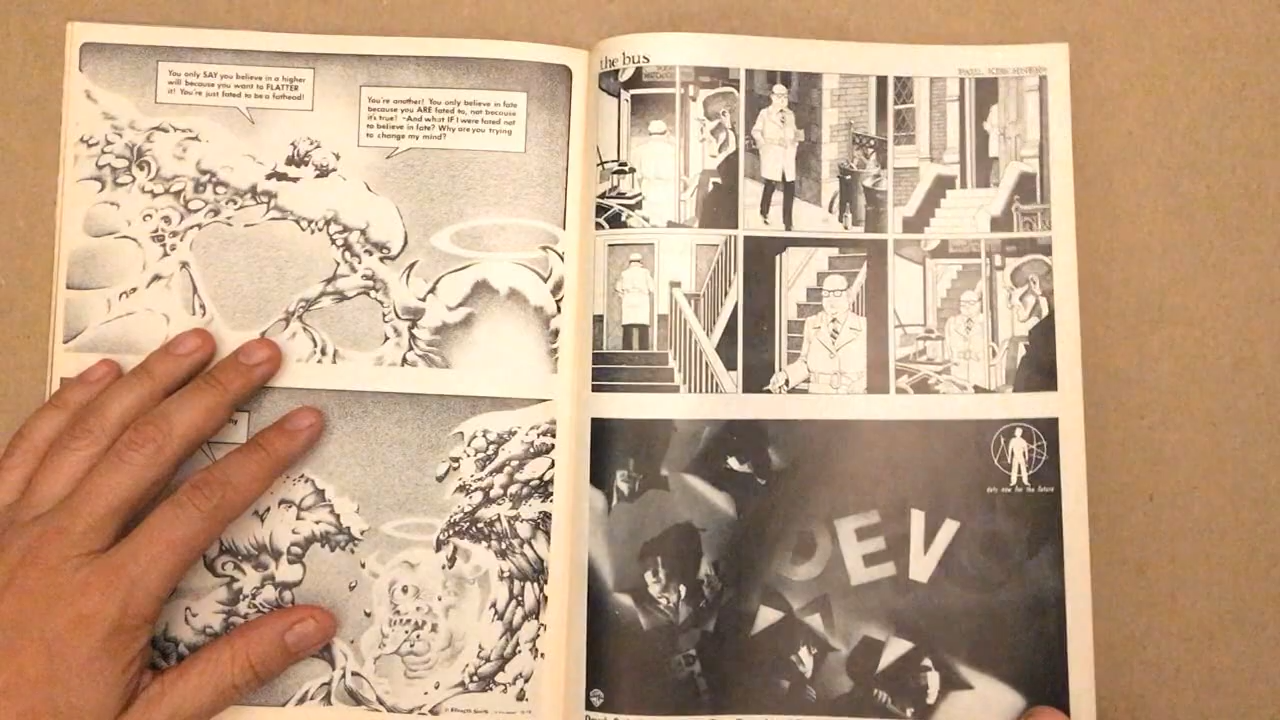 You only SAY you believe in a higher
will because you want to FLATTER
it! You're just fated to be a fathead!
You're another! You only believe in fate
because you ARE fated to, not because
it's true! -And what IF I were fated not
to believe in fate? Why are you trying
to change my mind?
no
the bus
DEVO
duty now for the future